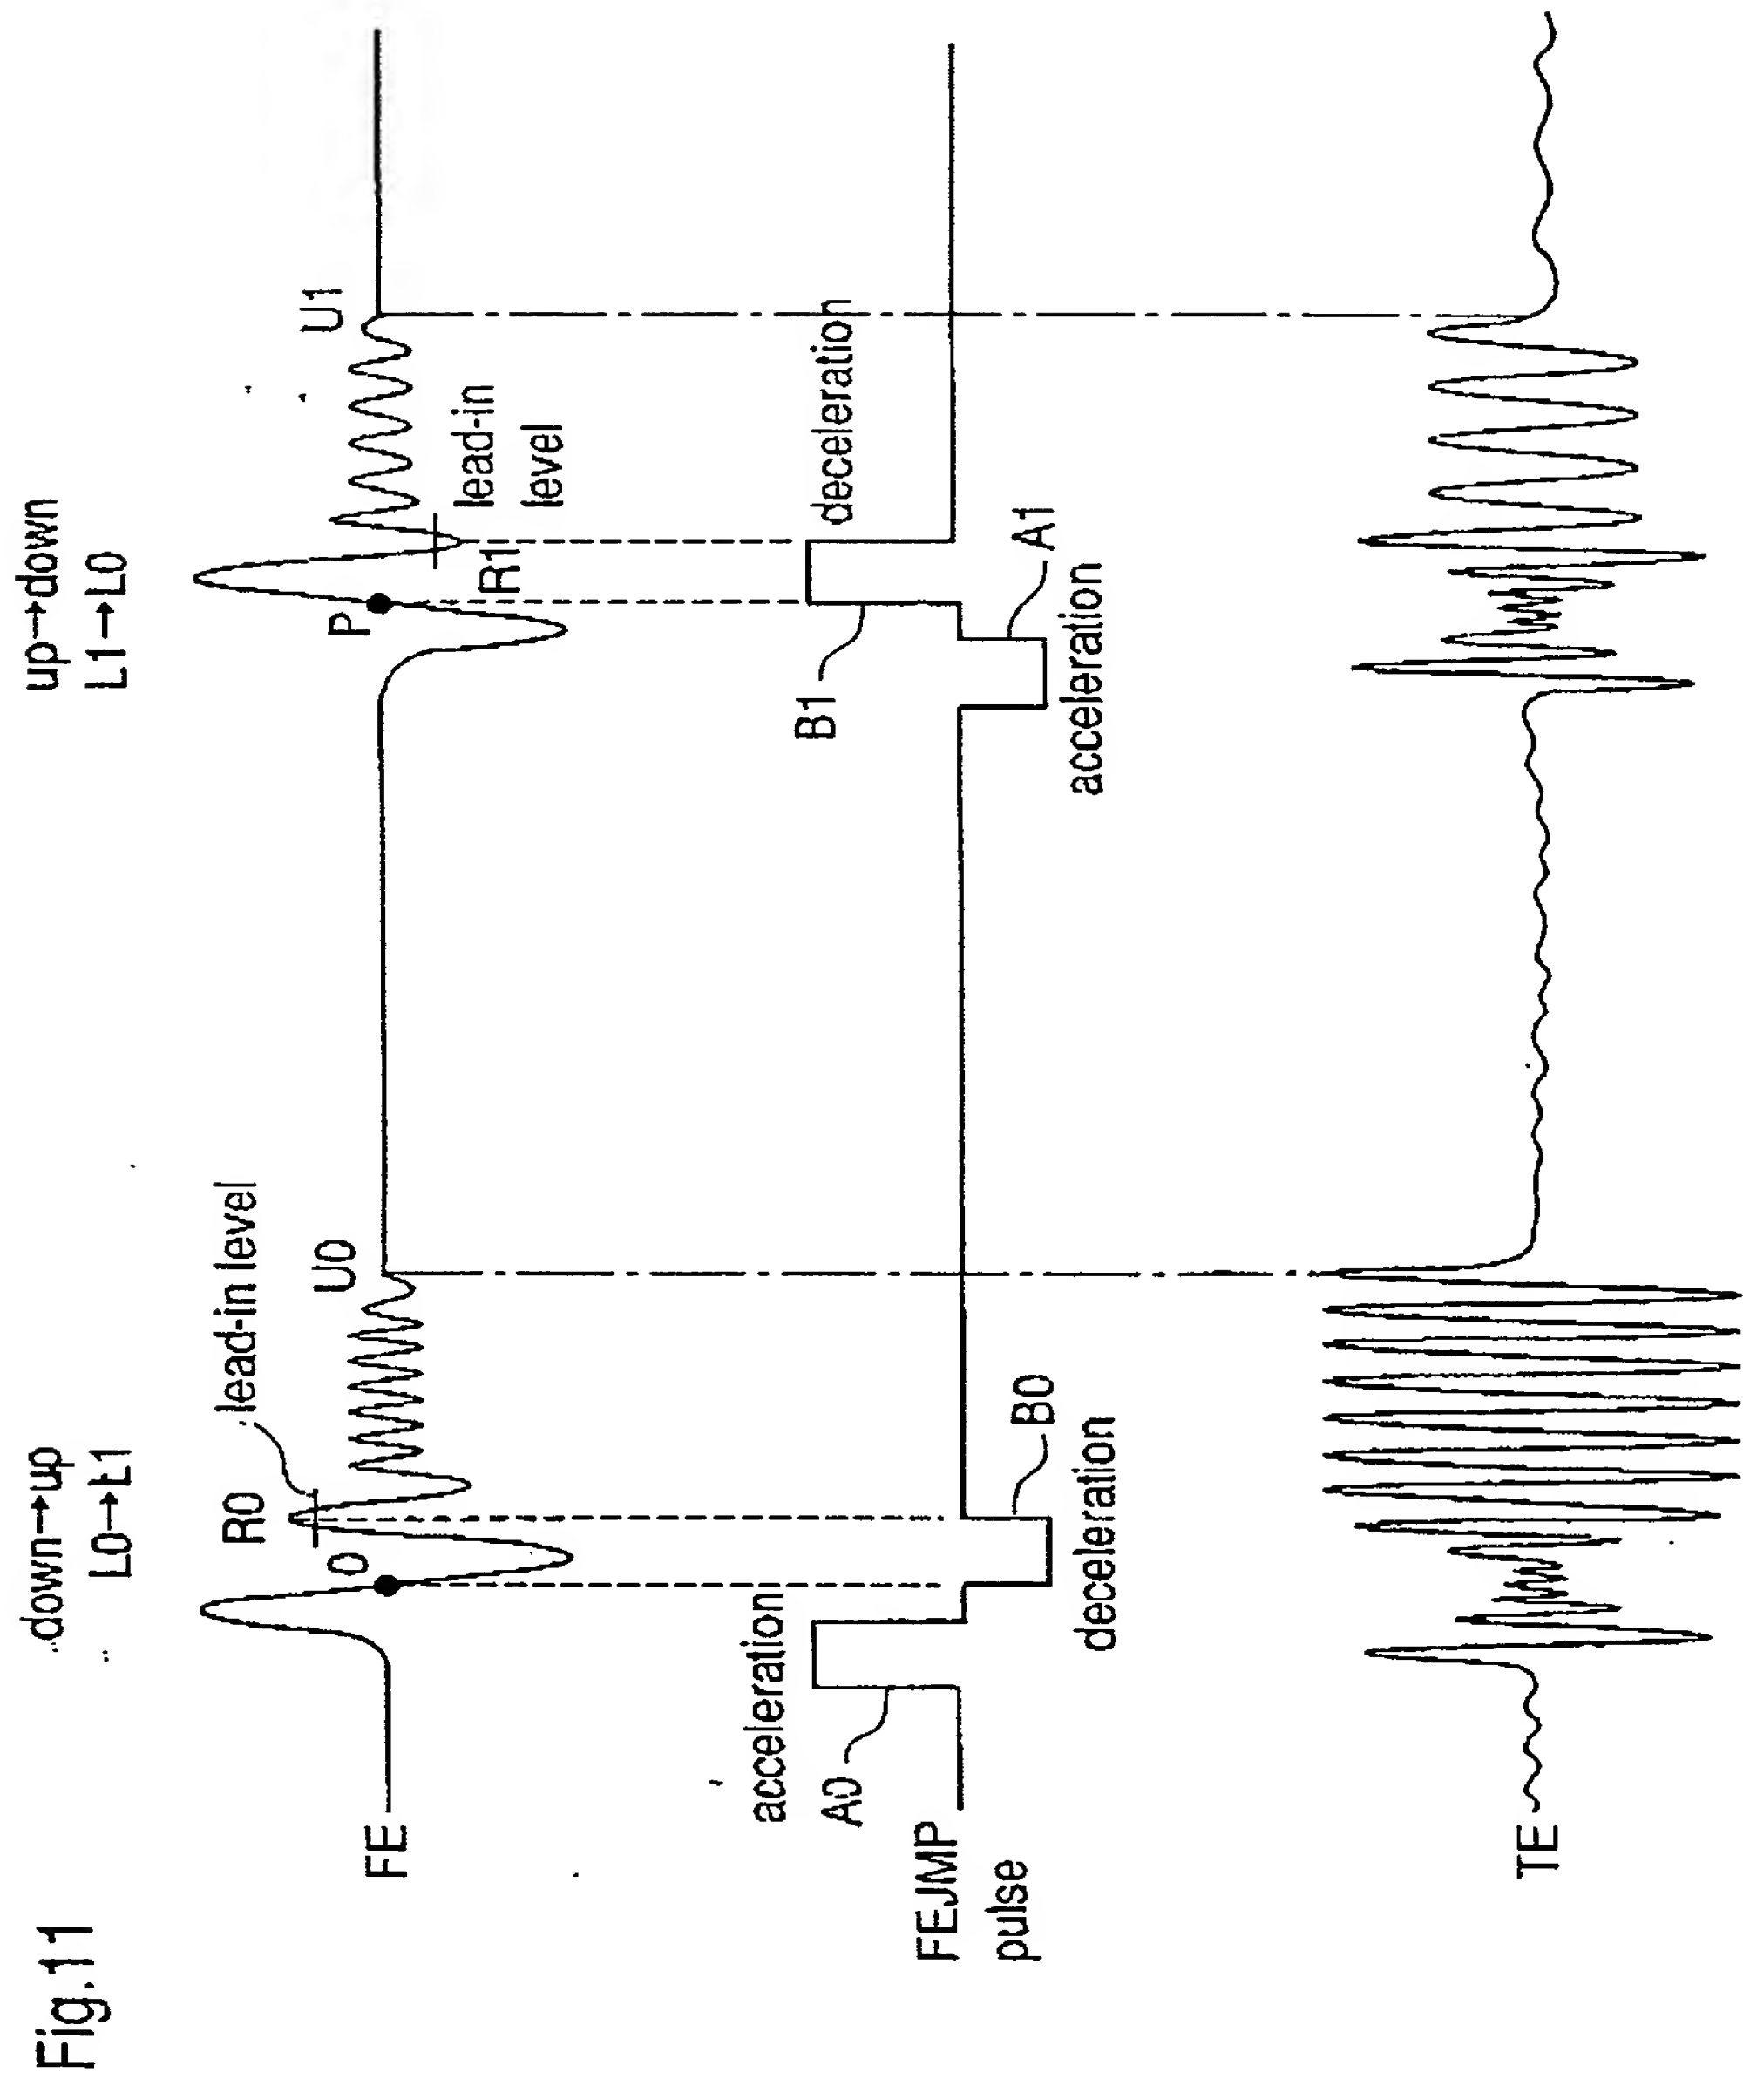 Fig.11
down→up
L0→L1
up→down
L1→L0
R0
lead-in level
O
U0
P
R1
lead-in
level
U1
FE
acceleration
A0
B0
deceleration
B1
deceleration
A1
acceleration
FEJMP
pulse
TE